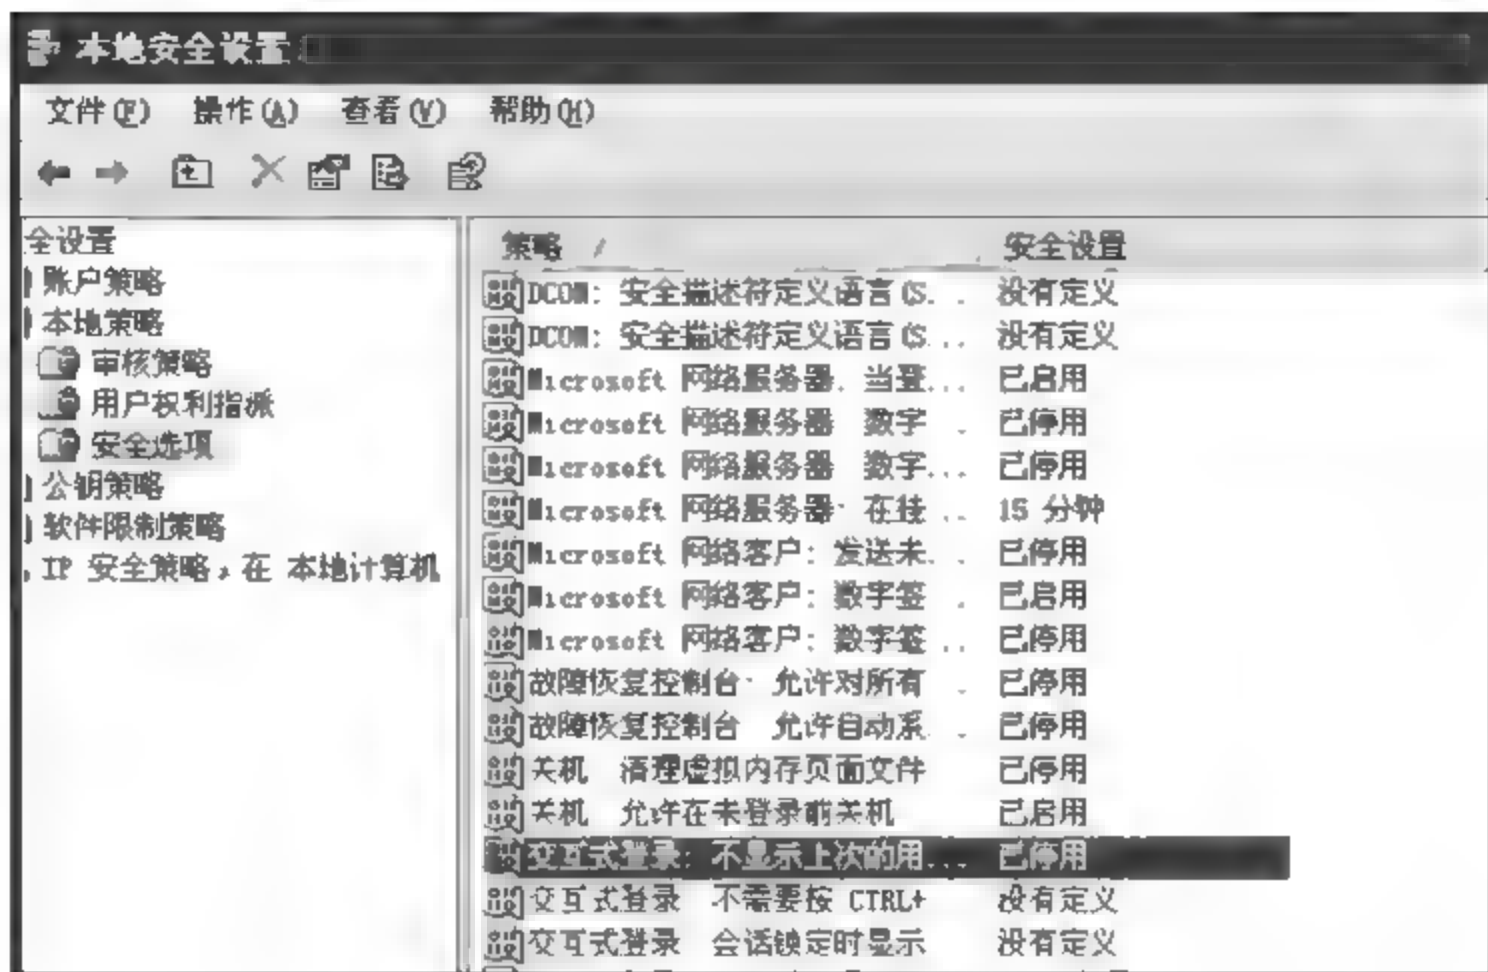 本地安全设置
文件(F) 操作(A) 查看(V) 帮助(H)
全设置
账户策略
本地策略
审核策略
用户权利指派
安全选项
公钥策略
软件限制策略
IP 安全策略，在 本地计算机
策略 / 安全设置
DCOM: 安全描述符定义语言(S... 没有定义
DCOM: 安全描述符定义语言(S... 没有定义
Microsoft 网络服务器: 当登... 已启用
Microsoft 网络服务器: 数字... 已停用
Microsoft 网络服务器: 数字... 已停用
Microsoft 网络服务器: 在挂... 15 分钟
Microsoft 网络客户: 发送未... 已停用
Microsoft 网络客户: 数字签... 已启用
Microsoft 网络客户: 数字签... 已停用
故障恢复控制台: 允许对所有... 已停用
故障恢复控制台: 允许自动系... 已停用
关机: 清理虚拟内存页面文件 已停用
关机: 允许在未登录前关机 已启用
交互式登录: 不显示上次的用... 已停用
交互式登录: 不需要按 CTRL+ 没有定义
交互式登录: 会话锁定时显示 没有定义